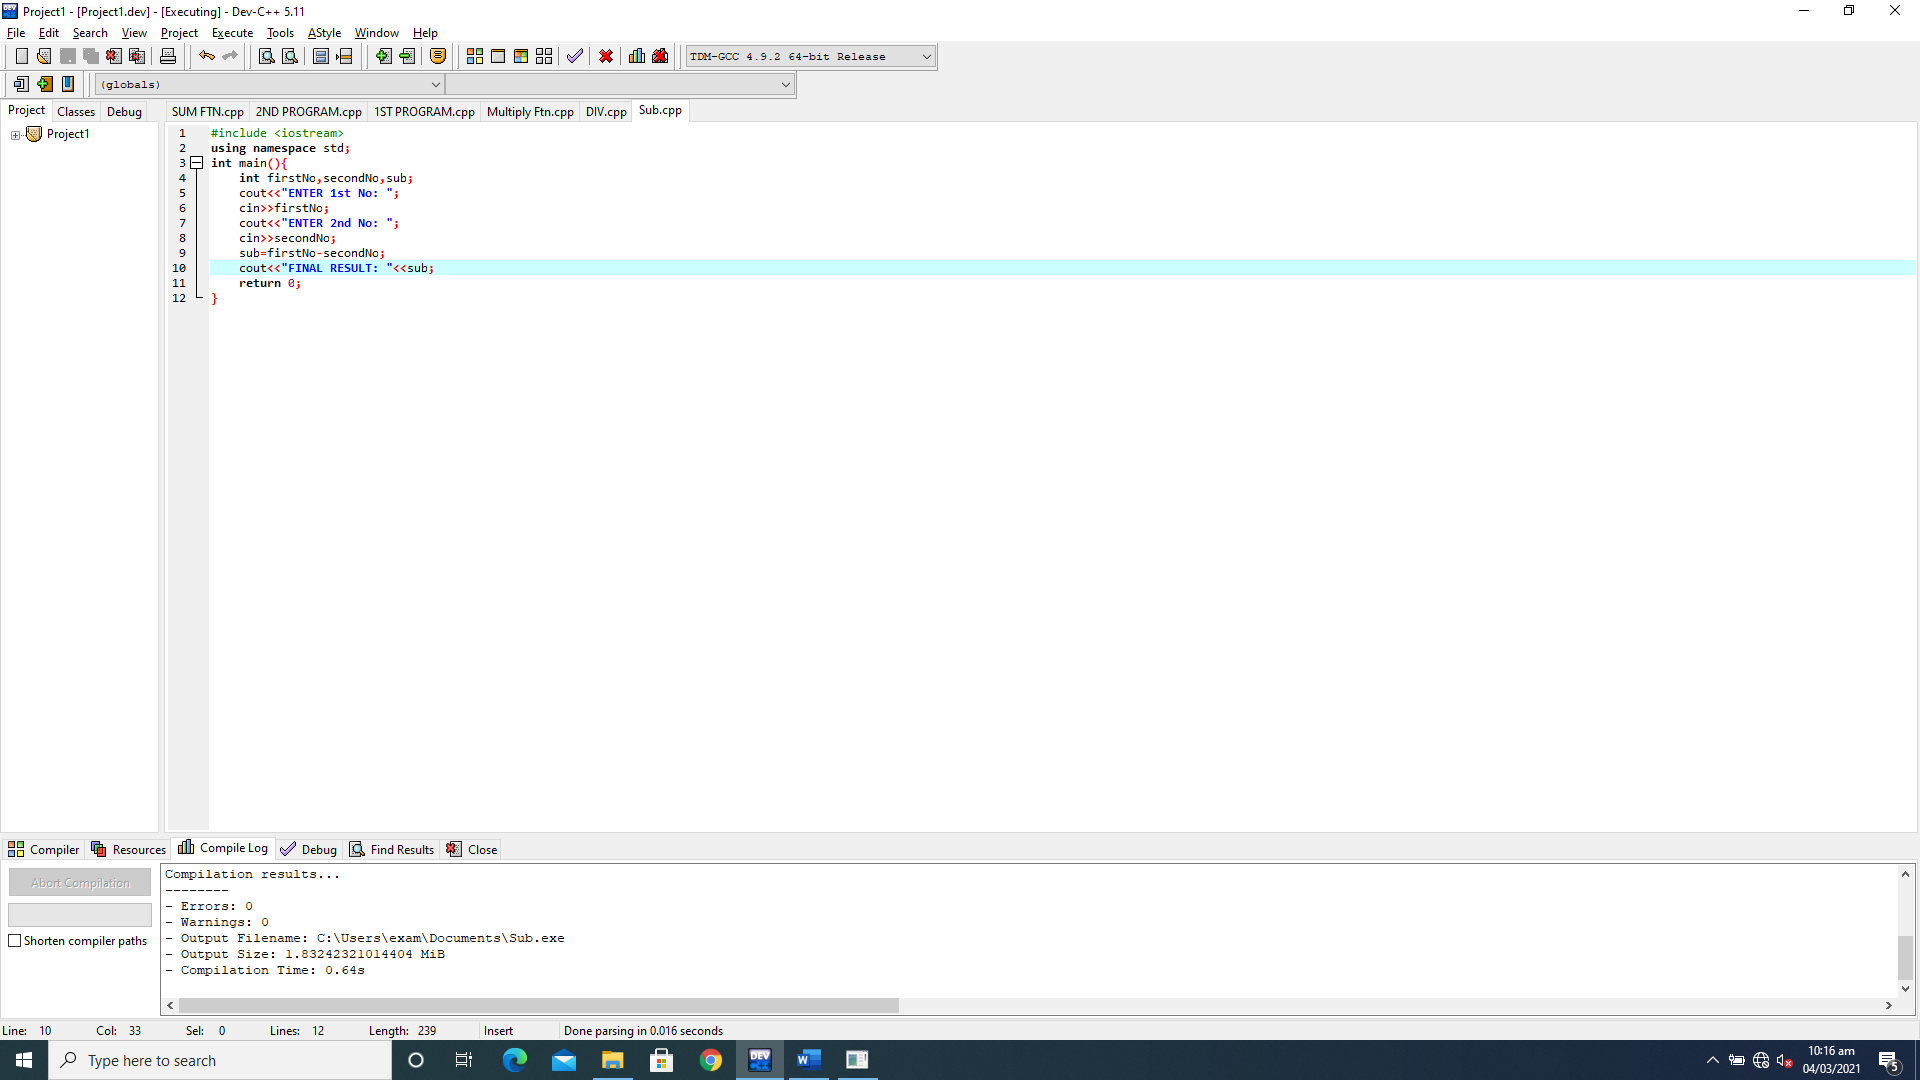 Project1 - [Project1.dev] - [Executing] - Dev-C++ 5.11
File Edit Search View Project Execute Tools AStyle Window Help
TDM-GCC 4.9.2 64-bit Release
(globals)
Project Classes Debug
SUM FTN.cpp 2ND PROGRAM.cpp 1ST PROGRAM.cpp Multiply Ftn.cpp DIV.cpp Sub.cpp
Project1
1 #include <iostream>
2 using namespace std;
3 int main(){
4 int firstNo,secondNo,sub;
5 cout<<"ENTER 1st No: ";
6 cin>>firstNo;
7 cout<<"ENTER 2nd No: ";
8 cin>>secondNo;
9 sub=firstNo-secondNo;
10 cout<<"FINAL RESULT: "<<sub;
11 return 0;
12 }
Compiler Resources Compile Log Debug Find Results Close
Abort Compilation
Shorten compiler paths
Compilation results...
--------
- Errors: 0
- Warnings: 0
- Output Filename: C:\Users\exam\Documents\Sub.exe
- Output Size: 1.83242321014404 MiB
- Compilation Time: 0.64s
Line: 10 Col: 33 Sel: 0 Lines: 12 Length: 239 Insert Done parsing in 0.016 seconds
Type here to search
DEV
W
10:16 am
04/03/2021
5